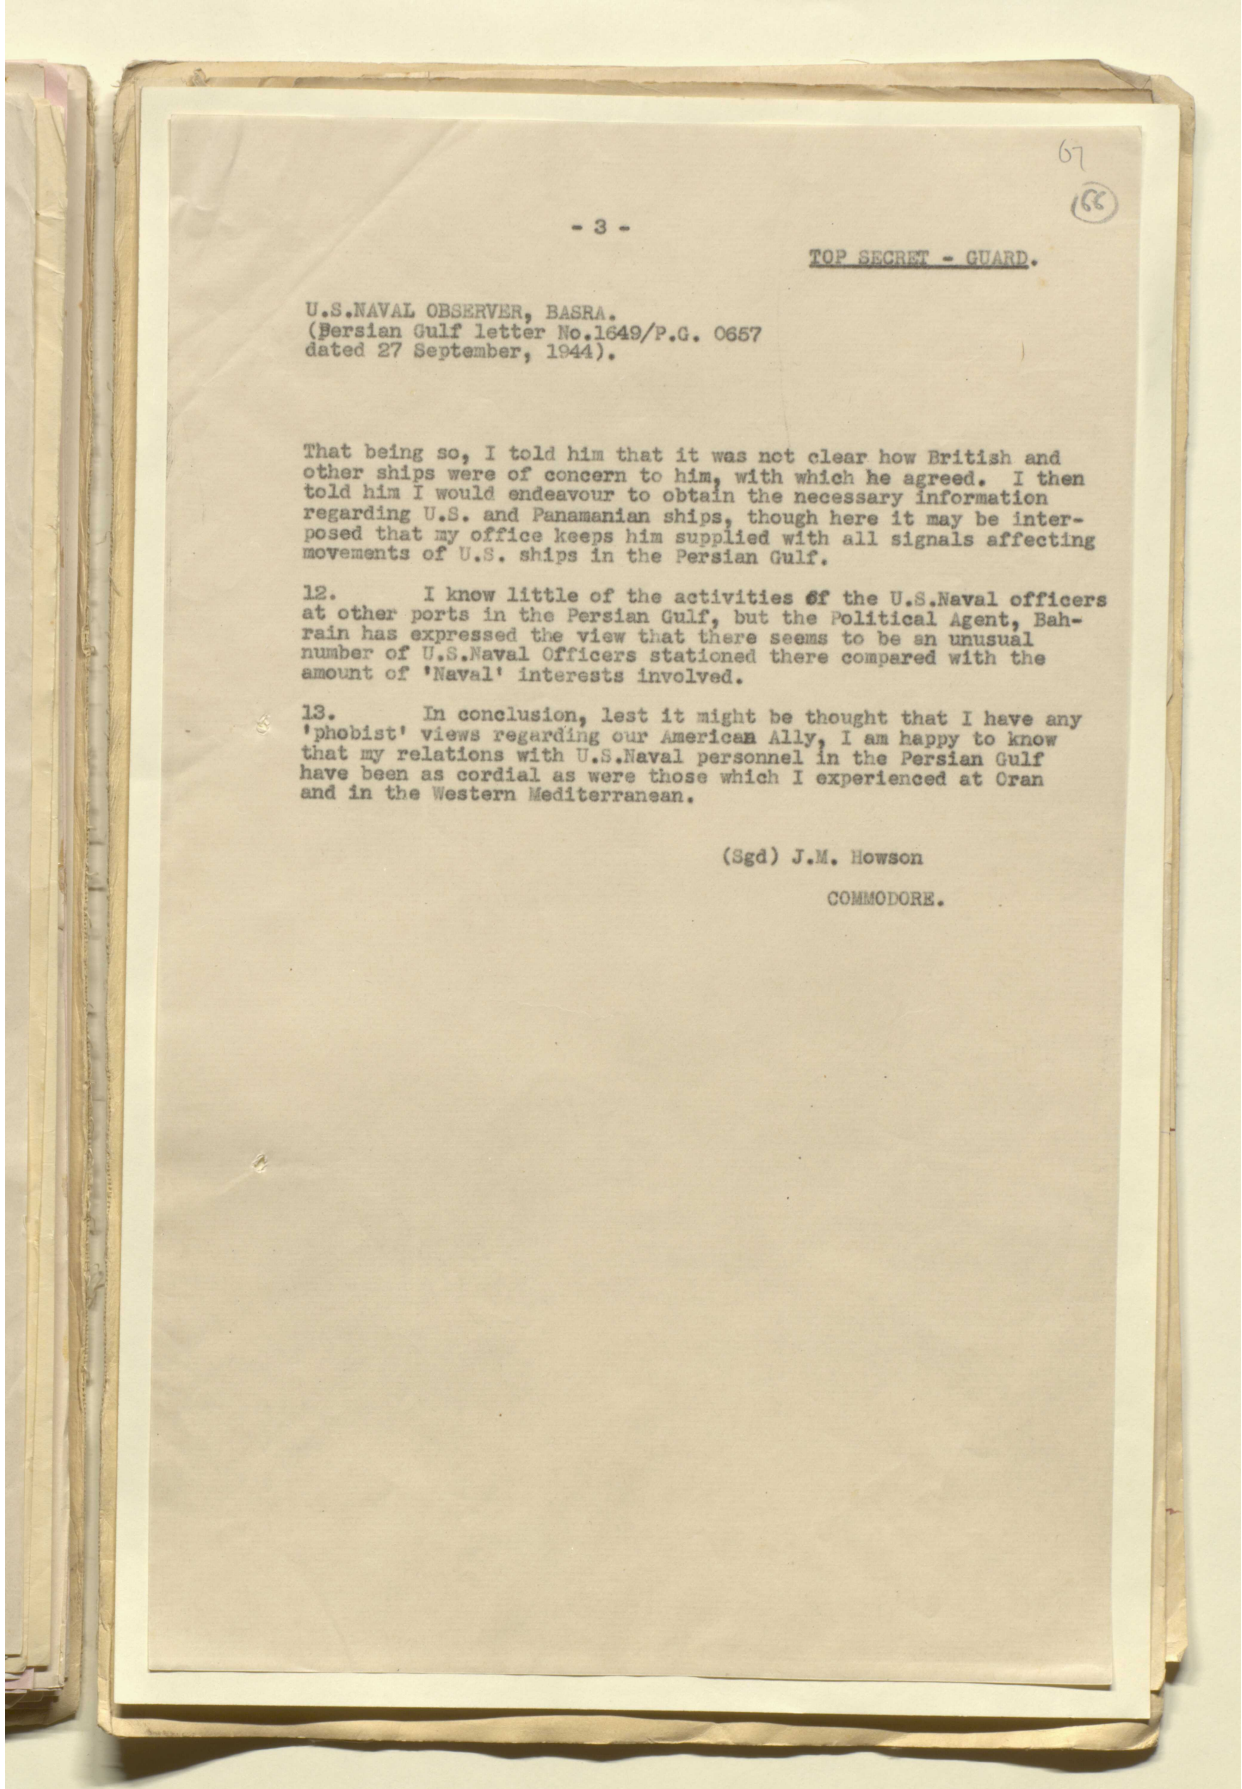 67
66
- 3 -
TOP SECRET - GUARD.
U.S.NAVAL OBSERVER, BASRA.
(Persian Gulf letter No.1649/P.G. 0657
dated 27 September, 1944).
That being so, I told him that it was not clear how British and
other ships were of concern to him, with which he agreed. I then
told him I would endeavour to obtain the necessary information
regarding U.S. and Panamanian ships, though here it may be inter-
posed that my office keeps him supplied with all signals affecting
movements of U.S. ships in the Persian Gulf.
12. I know little of the activities of the U.S.Naval officers
at other ports in the Persian Gulf, but the Political Agent, Bah-
rain has expressed the view that there seems to be an unusual
number of U.S.Naval Officers stationed there compared with the
amount of 'Naval' interests involved.
13. In conclusion, lest it might be thought that I have any
'phobist' views regarding our American Ally, I am happy to know
that my relations with U.S.Naval personnel in the Persian Gulf
have been as cordial as were those which I experienced at Oran
and in the Western Mediterranean.
(Sgd) J.M. Howson
COMMODORE.